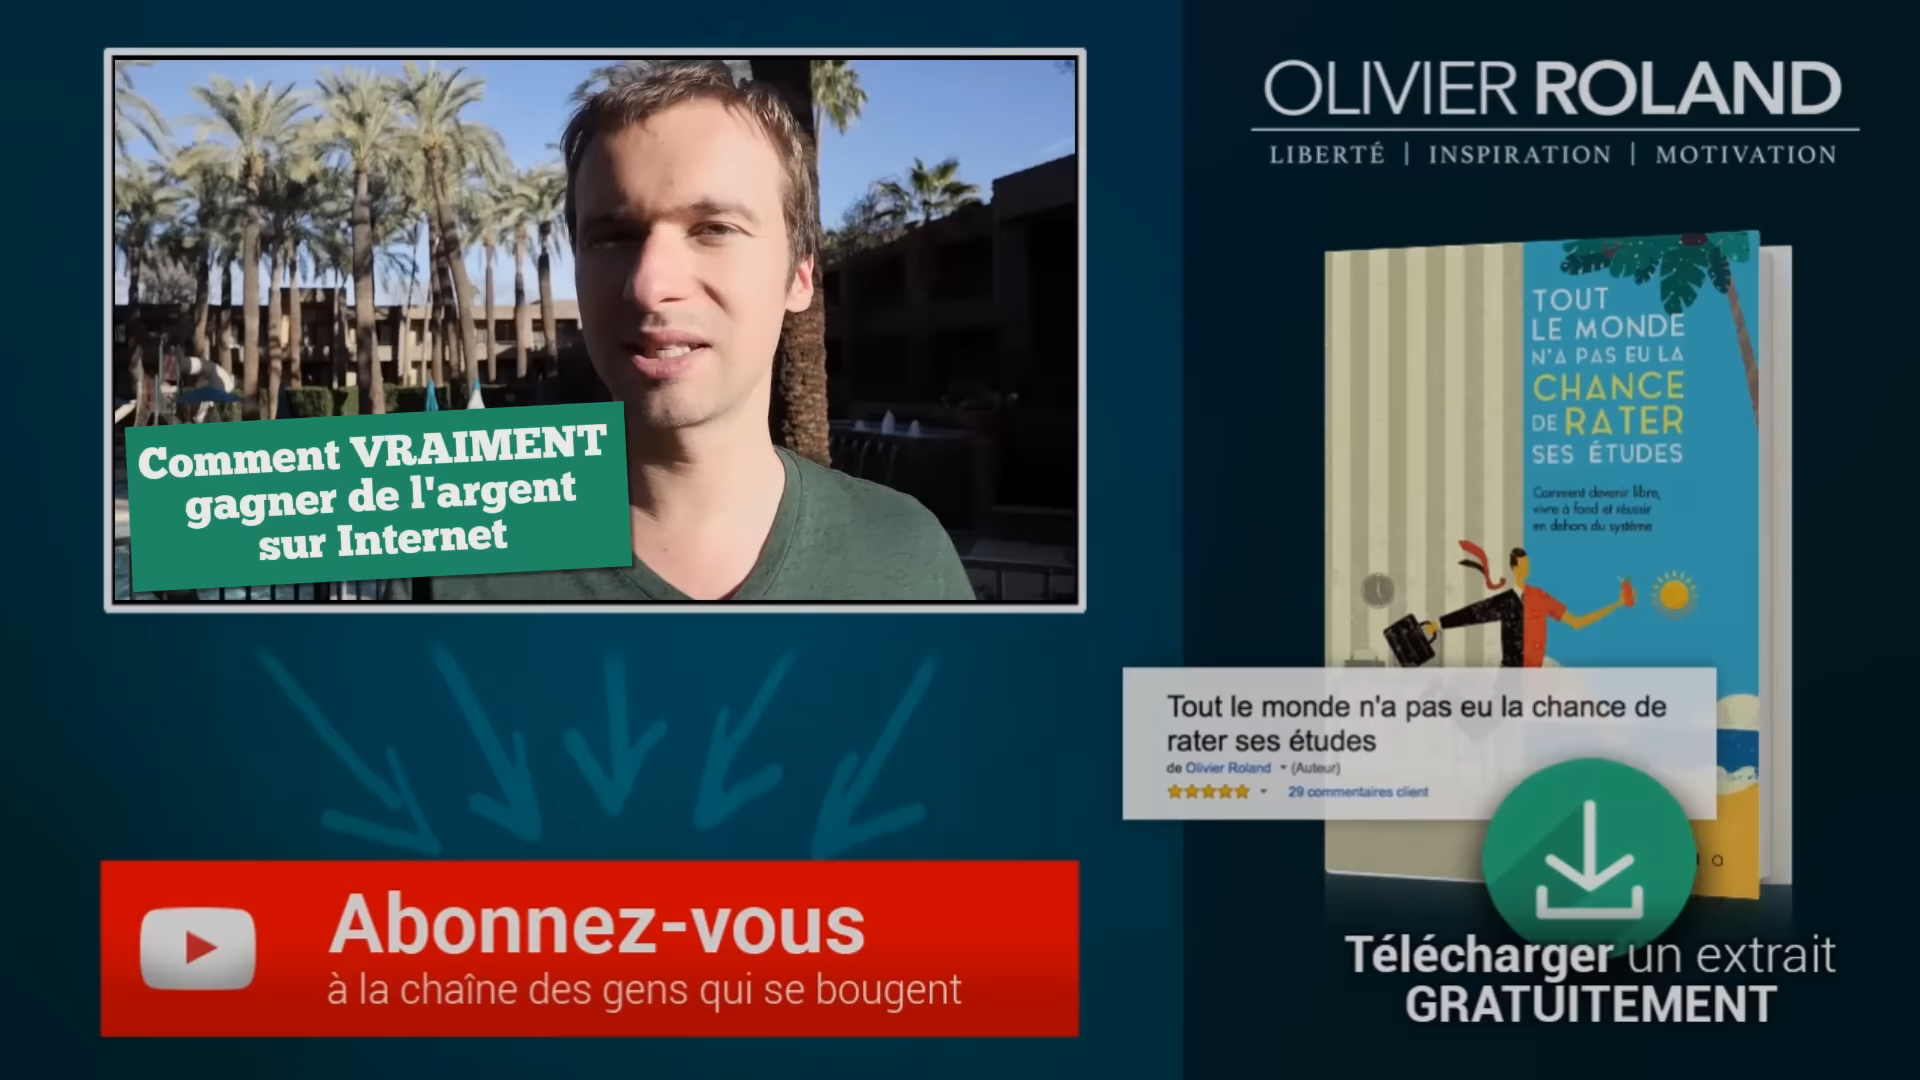 Comment VRAIMENT
gagner de l'argent
sur Internet
Abonnez-vous
à la chaîne des gens qui se bougent
OLIVIER ROLAND
LIBERTÉ | INSPIRATION | MOTIVATION
TOUT
LE MONDE
N'A PAS EU LA
CHANCE
DE RATER
SES ÉTUDES
Comment devenir libre,
vivre à fond et réussir
en dehors du système
Tout le monde n'a pas eu la chance de
rater ses études
de Olivier Roland (Auteur)
29 commentaires client
Télécharger un extrait
GRATUITEMENT